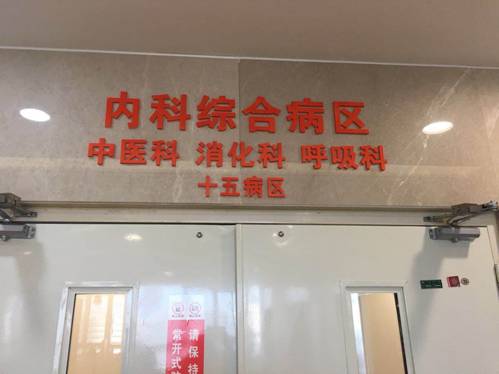 内科综合病区
中医科 消化科 呼吸科
十五病区
常开式
请保持